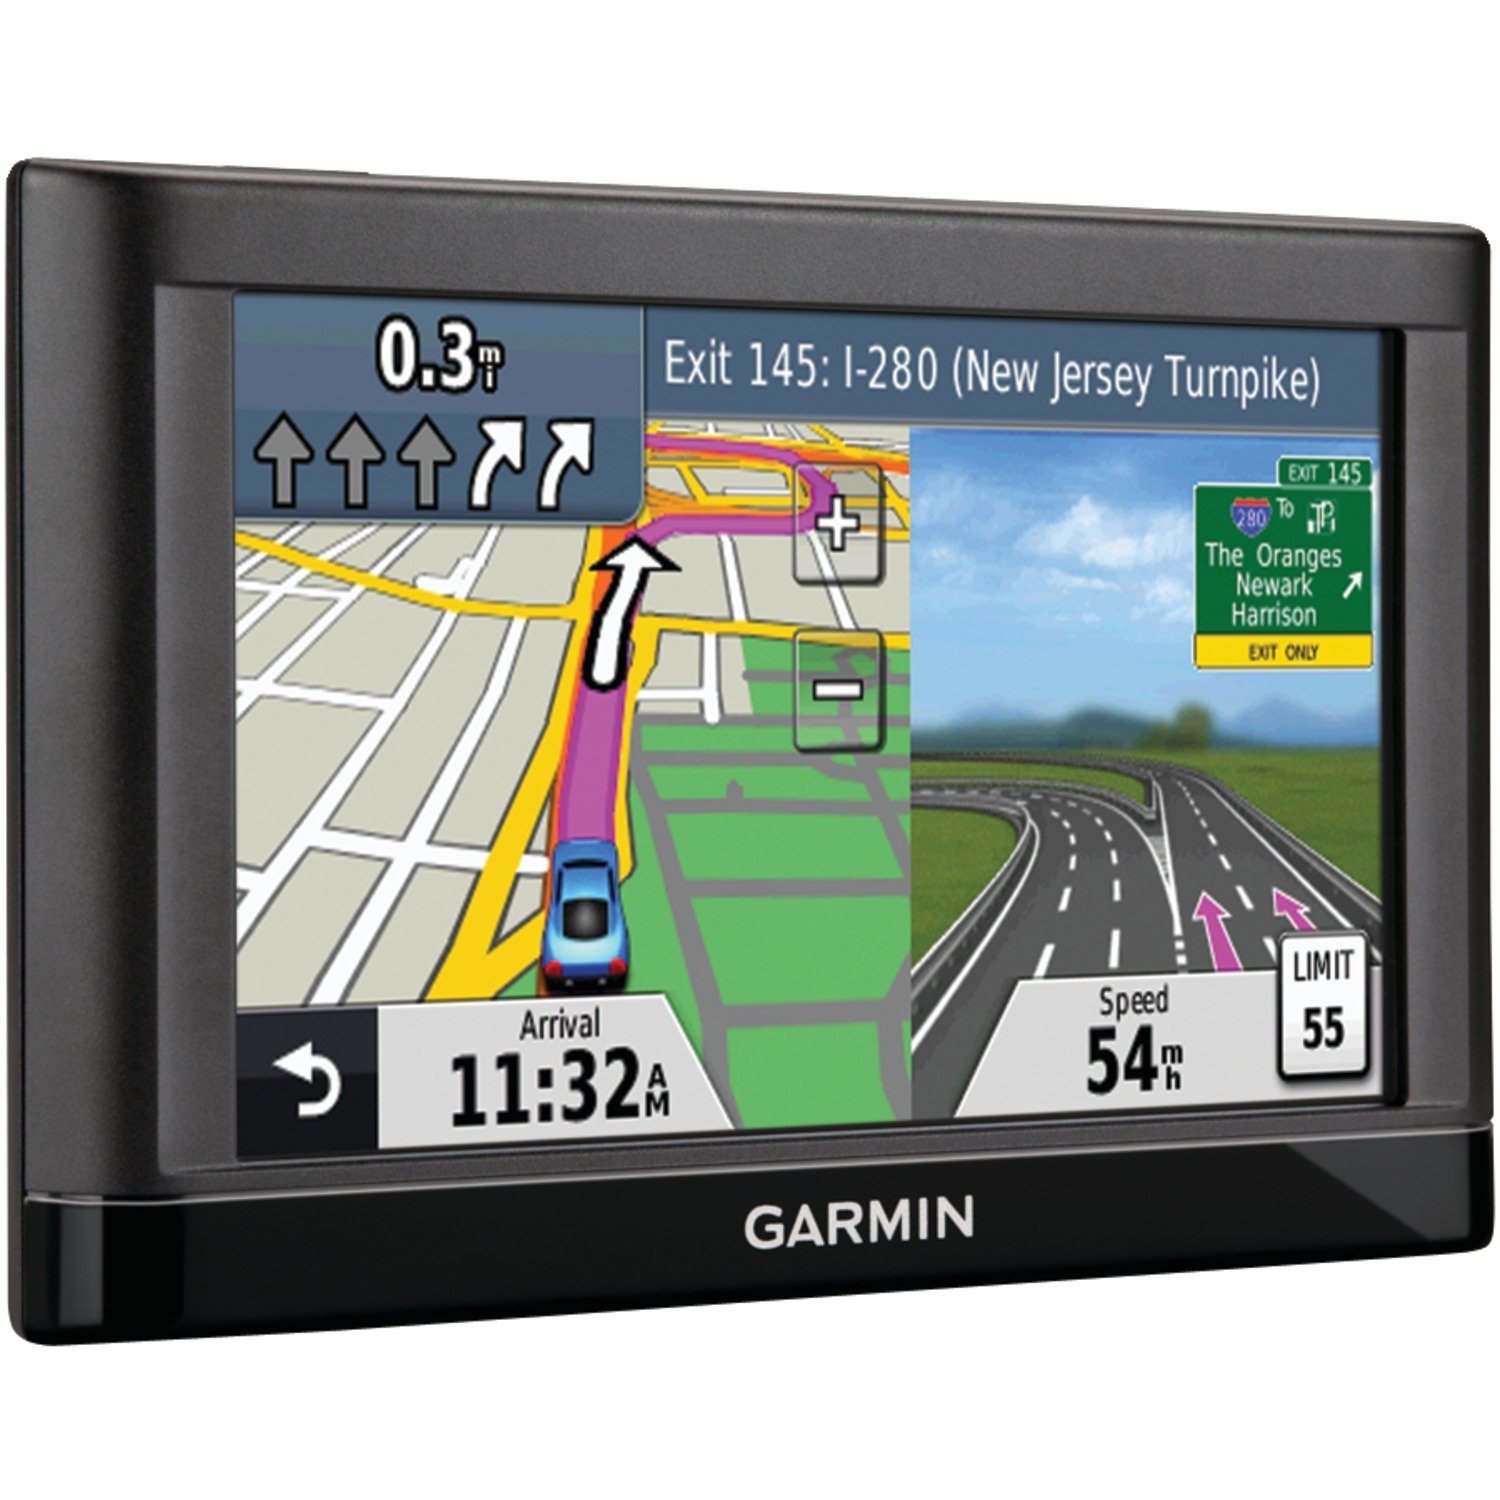 0.3 mi
Exit 145: I-280 (New Jersey Turnpike)
EXIT 145
280 To NJTP
The Oranges
Newark
Harrison
EXIT ONLY
+
-
Arrival
11:32 AM
Speed
54 mh
LIMIT
55
GARMIN